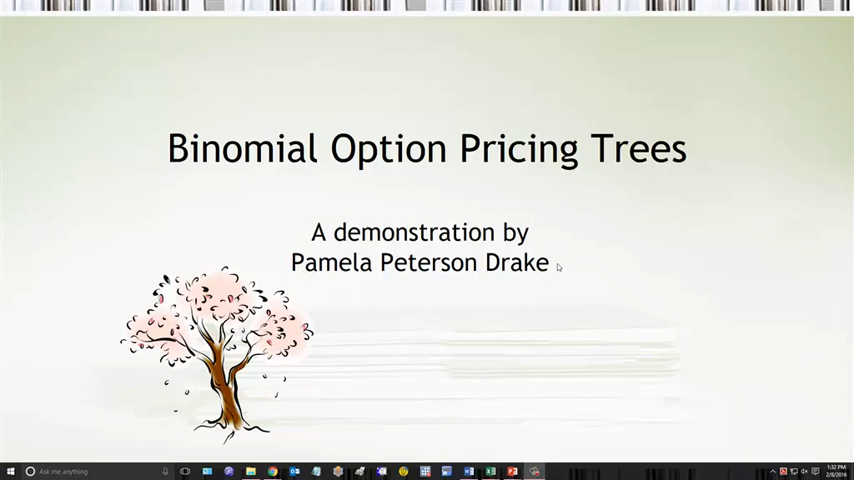 Binomial Option Pricing Trees
A demonstration by
Pamela Peterson Drake
Ask me anything
1:32 PM
2/8/2016